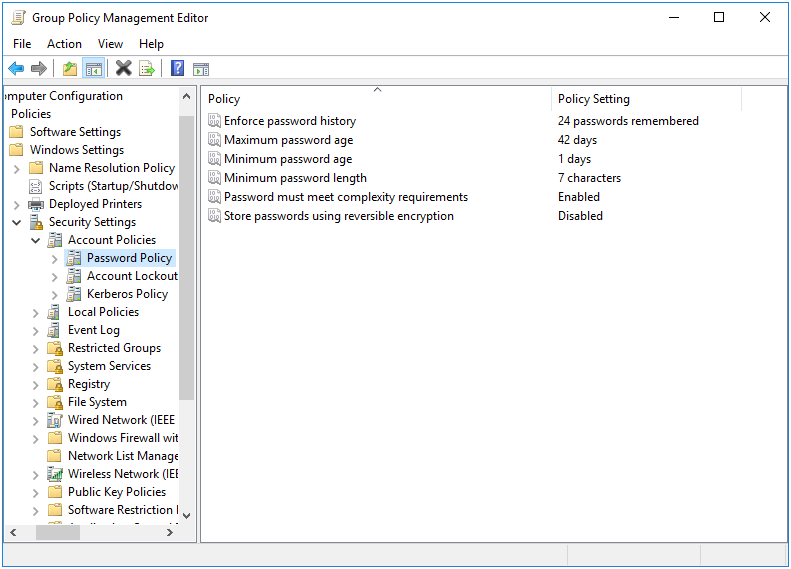 Group Policy Management Editor
File Action View Help
omputer Configuration
Policies
Software Settings
Windows Settings
Name Resolution Policy
Scripts (Startup/Shutdow
Deployed Printers
Security Settings
Account Policies
Password Policy
Account Lockout
Kerberos Policy
Local Policies
Event Log
Restricted Groups
System Services
Registry
File System
Wired Network (IEEE
Windows Firewall wit
Network List Manage
Wireless Network (IEE
Public Key Policies
Software Restriction
Policy Policy Setting
Enforce password history 24 passwords remembered
Maximum password age 42 days
Minimum password age 1 days
Minimum password length 7 characters
Password must meet complexity requirements Enabled
Store passwords using reversible encryption Disabled